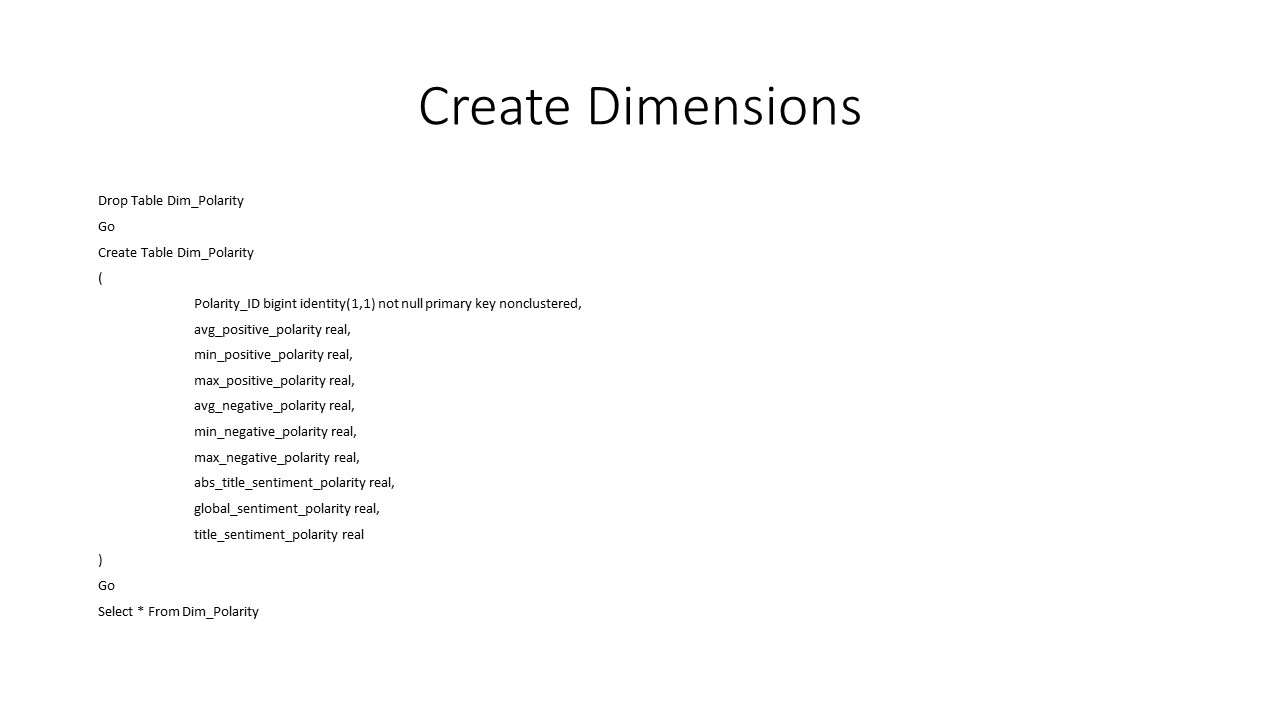 Create Dimensions
Drop Table Dim_Polarity
Go
Create Table Dim_Polarity
(
Polarity_ID bigint identity(1,1) not null primary key nonclustered,
avg_positive_polarity real,
min_positive_polarity real,
max_positive_polarity real,
avg_negative_polarity real,
min_negative_polarity real,
max_negative_polarity real,
abs_title_sentiment_polarity real,
global_sentiment_polarity real,
title_sentiment_polarity real
)
Go
Select * From Dim_Polarity